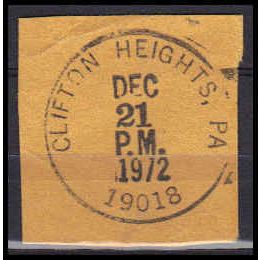 CLIFTON HEIGHTS, PA
DEC
21
P.M.
1972
19018